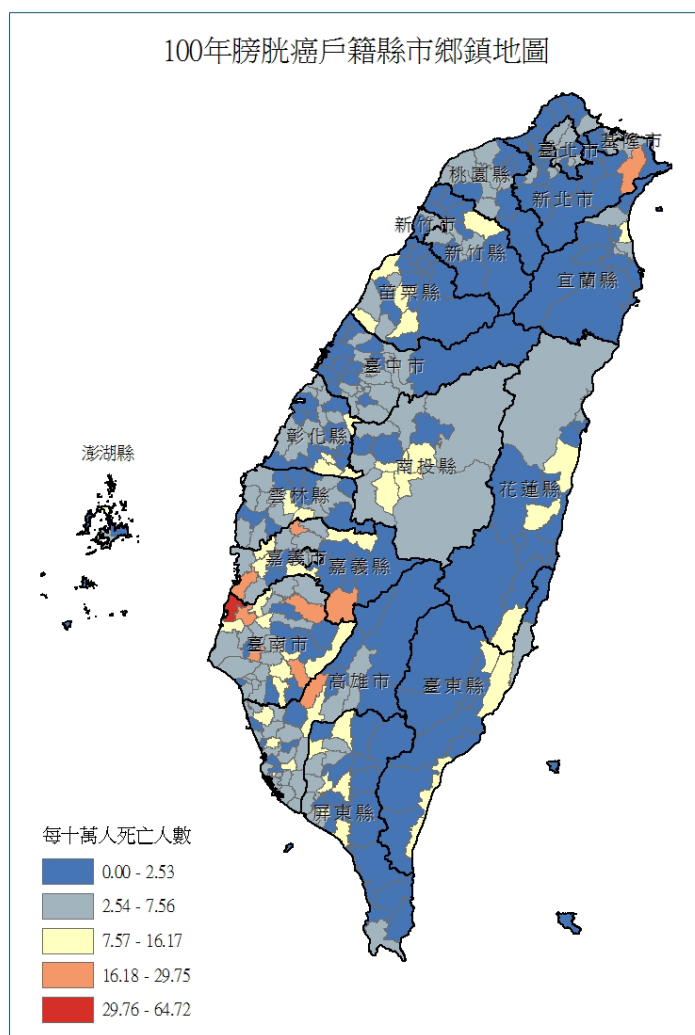 100年膀胱癌戶籍縣市鄉鎮地圖
基隆市
臺北市
桃園縣
新北市
新竹市
新竹縣
宜蘭縣
苗栗縣
臺中市
彰化縣
澎湖縣
南投縣
花蓮縣
雲林縣
嘉義市
嘉義縣
臺南市
高雄市
臺東縣
屏東縣
每十萬人死亡人數
0.00 - 2.53
2.54 - 7.56
7.57 - 16.17
16.18 - 29.75
29.76 - 64.72